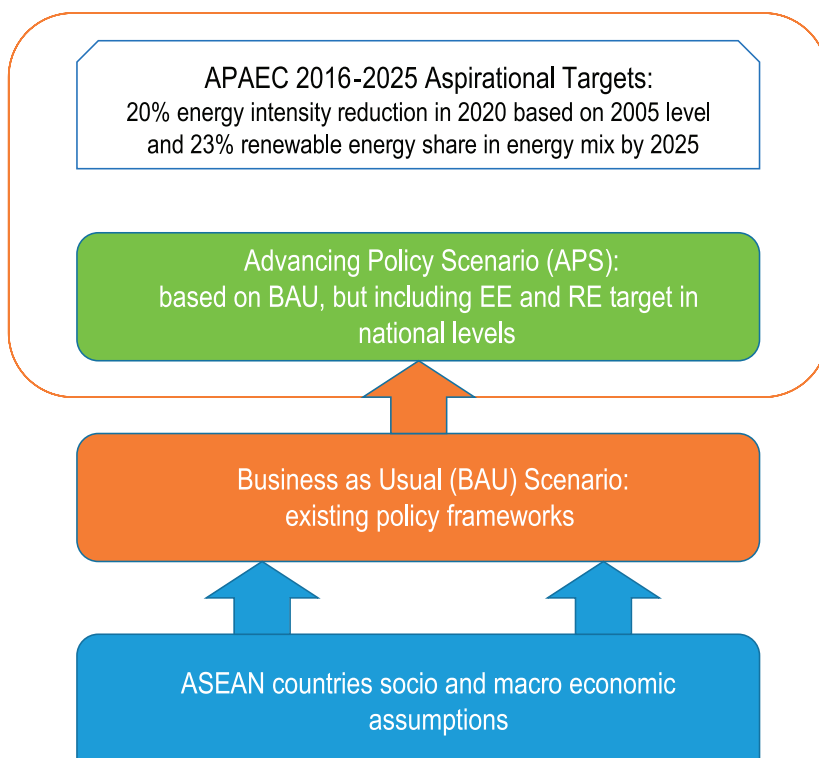 APAEC 2016-2025 Aspirational Targets:
20% energy intensity reduction in 2020 based on 2005 level
and 23% renewable energy share in energy mix by 2025
Advancing Policy Scenario (APS):
based on BAU, but including EE and RE target in
national levels
Business as Usual (BAU) Scenario:
existing policy frameworks
ASEAN countries socio and macro economic
assumptions